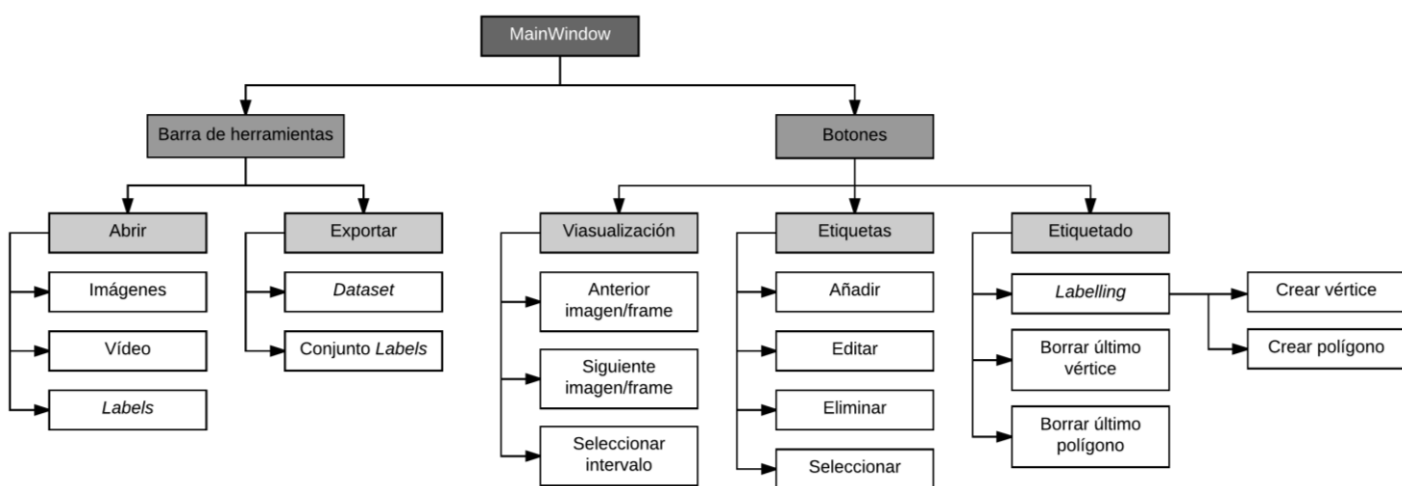 MainWindow
Barra de herramientas
Botones
Abrir
Exportar
Viasualización
Etiquetas
Etiquetado
Imágenes
Vídeo
Labels
Dataset
Conjunto Labels
Anterior
imagen/frame
Siguiente
imagen/frame
Seleccionar
intervalo
Añadir
Editar
Eliminar
Seleccionar
Labelling
Borrar último
vértice
Borrar último
polígono
Crear vértice
Crear polígono